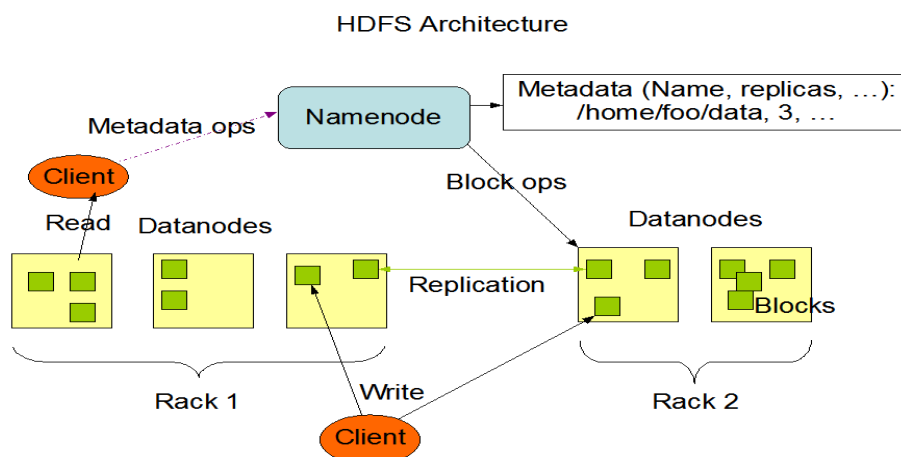 HDFS Architecture
Metadata (Name, replicas, …):
/home/foo/data, 3, …
Namenode
Metadata ops
Client
Block ops
Read
Datanodes
Datanodes
Replication
Blocks
Rack 1
Write
Rack 2
Client